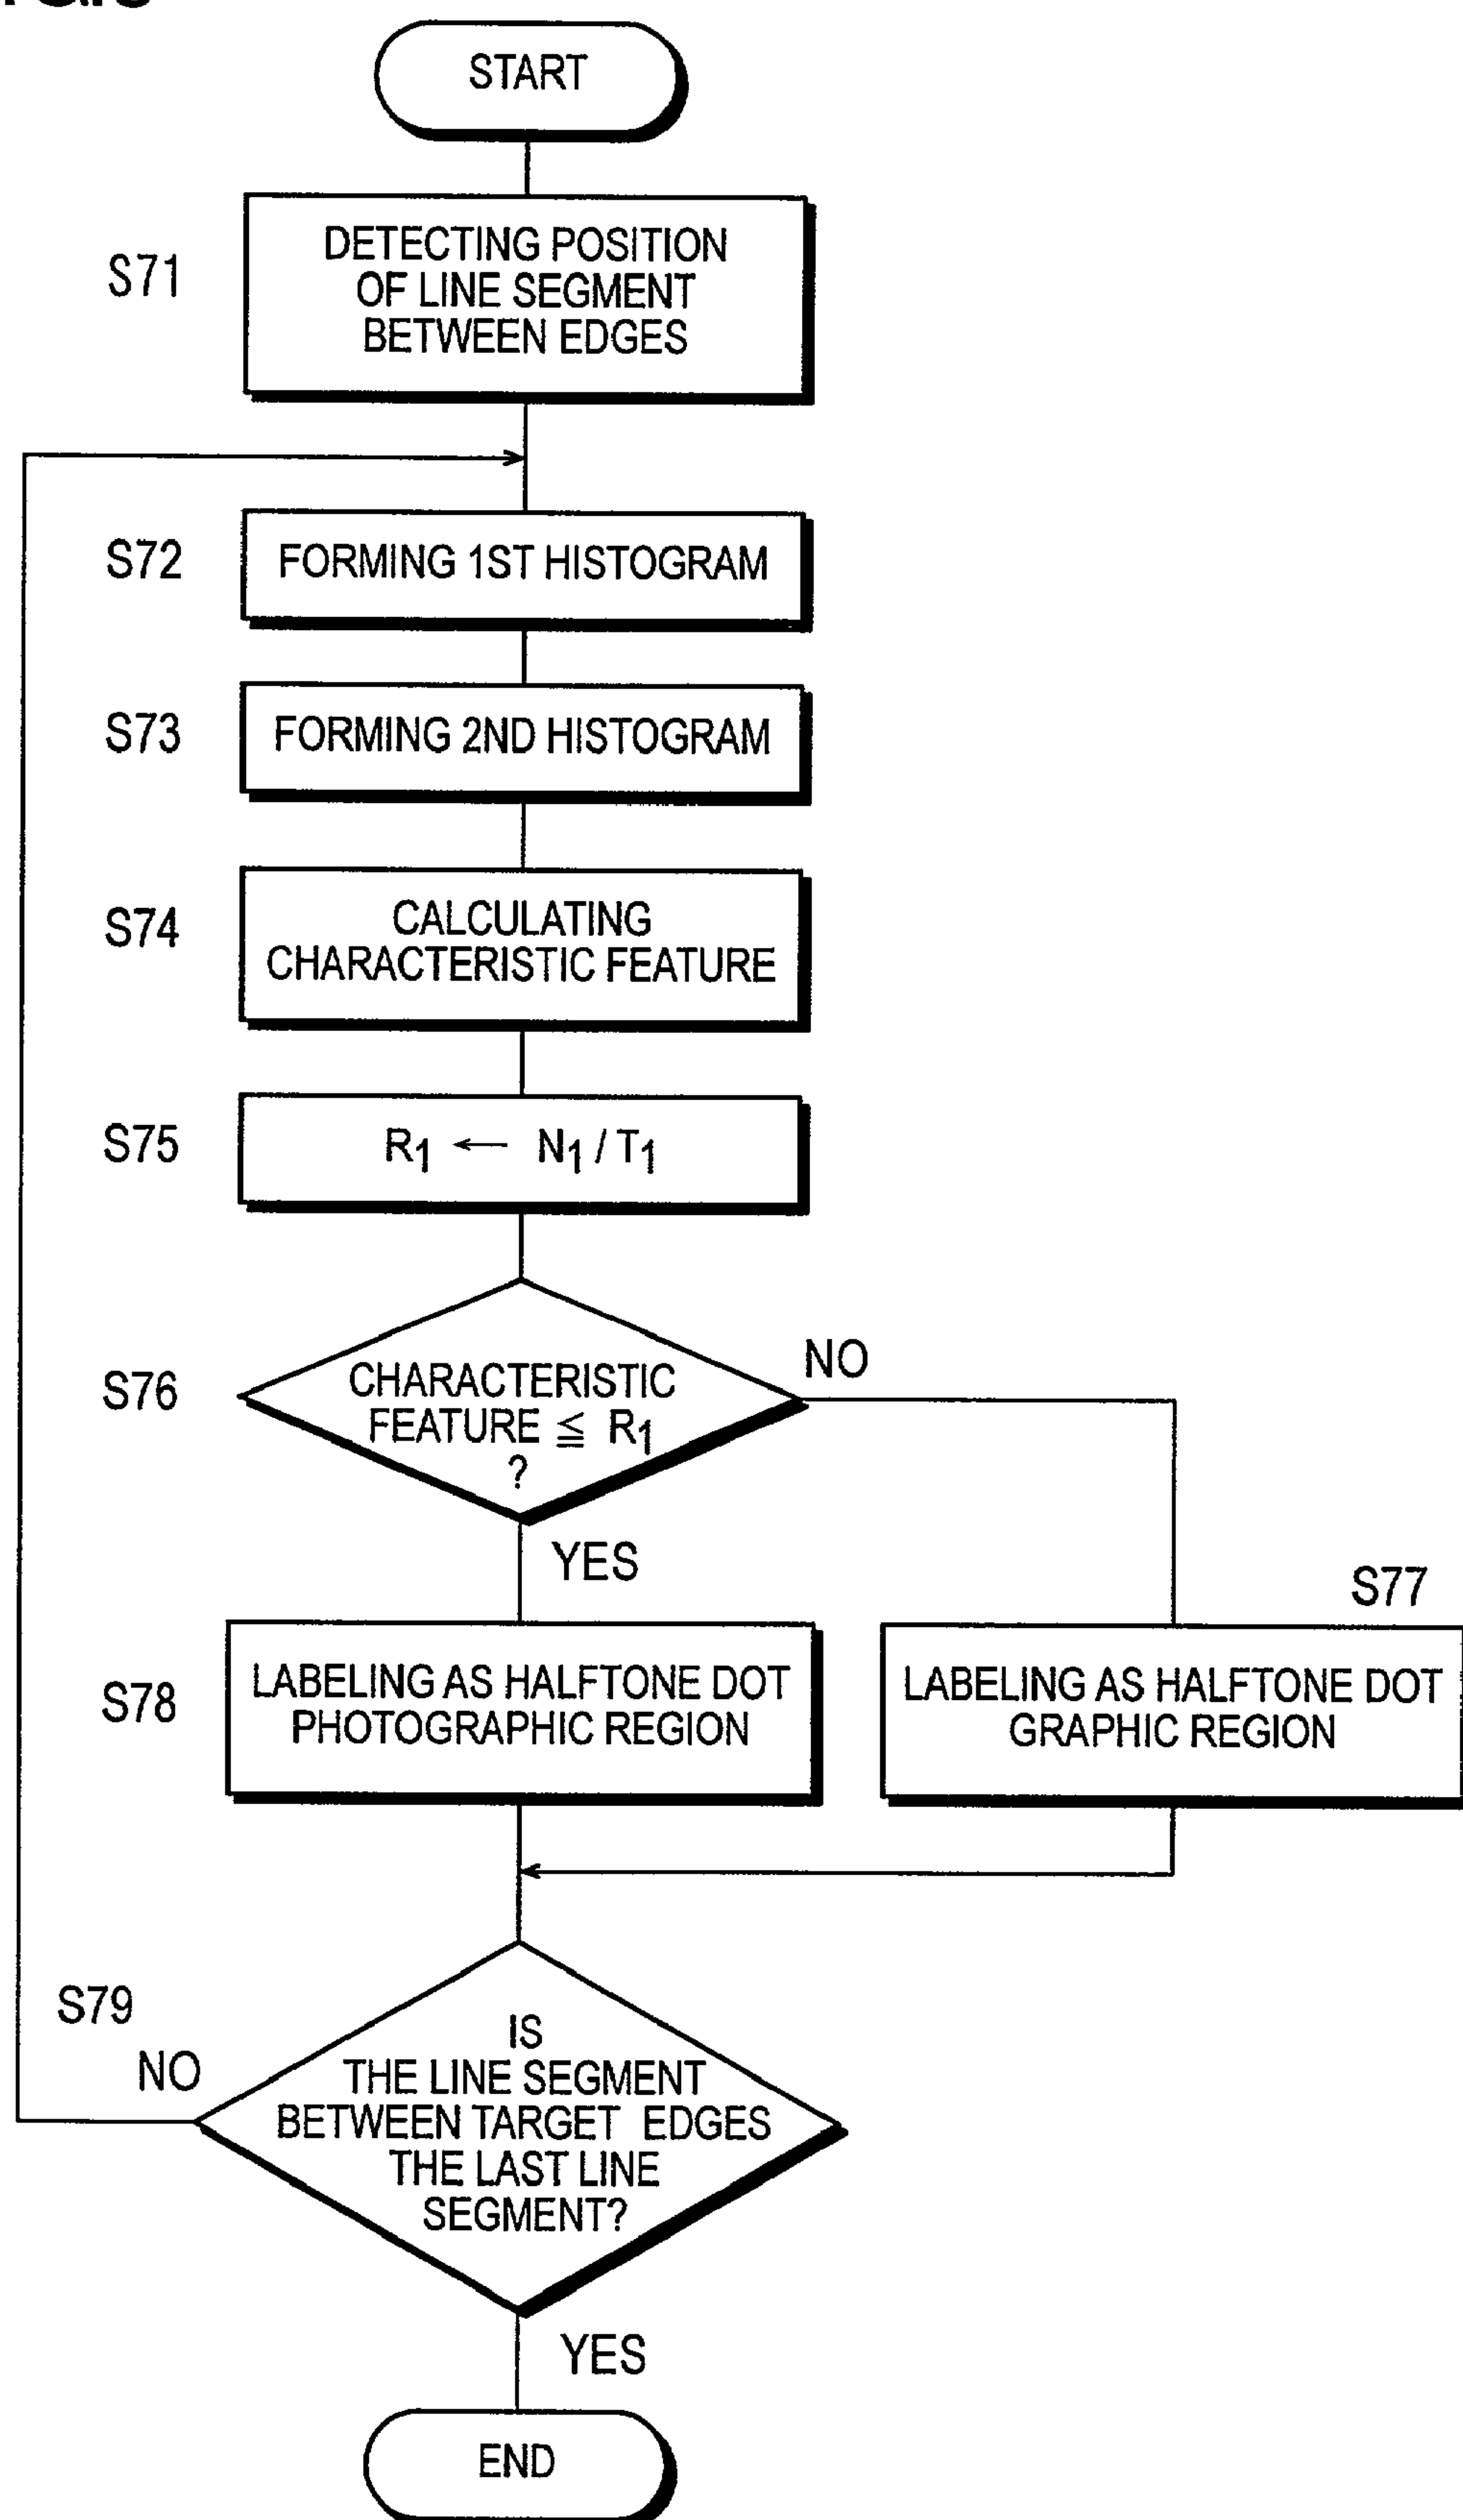 START
S71
DETECTING POSITION
OF LINE SEGMENT
BETWEEN EDGES
S72
FORMING 1ST HISTOGRAM
S73
FORMING 2ND HISTOGRAM
S74
CALCULATING
CHARACTERISTIC FEATURE
S75
R1 ← N1 / T1
S76
CHARACTERISTIC
FEATURE ≦ R1
?
NO
YES
S77
S78
LABELING AS HALFTONE DOT
PHOTOGRAPHIC REGION
LABELING AS HALFTONE DOT
GRAPHIC REGION
S79
NO
IS
THE LINE SEGMENT
BETWEEN TARGET EDGES
THE LAST LINE
SEGMENT?
YES
END